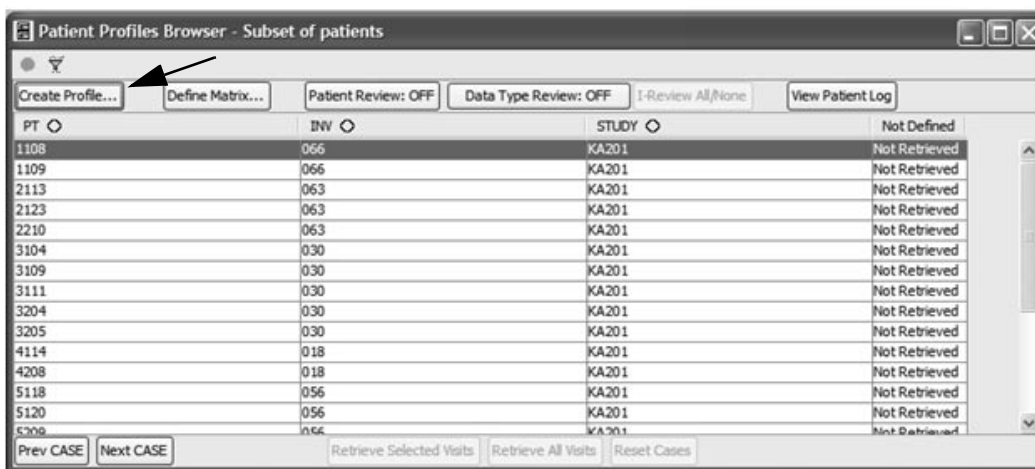 Patient Profiles Browser - Subset of patients
Create Profile... Define Matrix... Patient Review: OFF Data Type Review: OFF I-Review All/None View Patient Log
PT INV STUDY Not Defined
1108 066 KA201 Not Retrieved
1109 066 KA201 Not Retrieved
2113 063 KA201 Not Retrieved
2123 063 KA201 Not Retrieved
2210 063 KA201 Not Retrieved
3104 030 KA201 Not Retrieved
3109 030 KA201 Not Retrieved
3111 030 KA201 Not Retrieved
3204 030 KA201 Not Retrieved
3205 030 KA201 Not Retrieved
4114 018 KA201 Not Retrieved
4208 018 KA201 Not Retrieved
5118 056 KA201 Not Retrieved
5120 056 KA201 Not Retrieved
5209 056 KA201 Not Retrieved
Prev CASE Next CASE Retrieve Selected Visits Retrieve All Visits Reset Cases